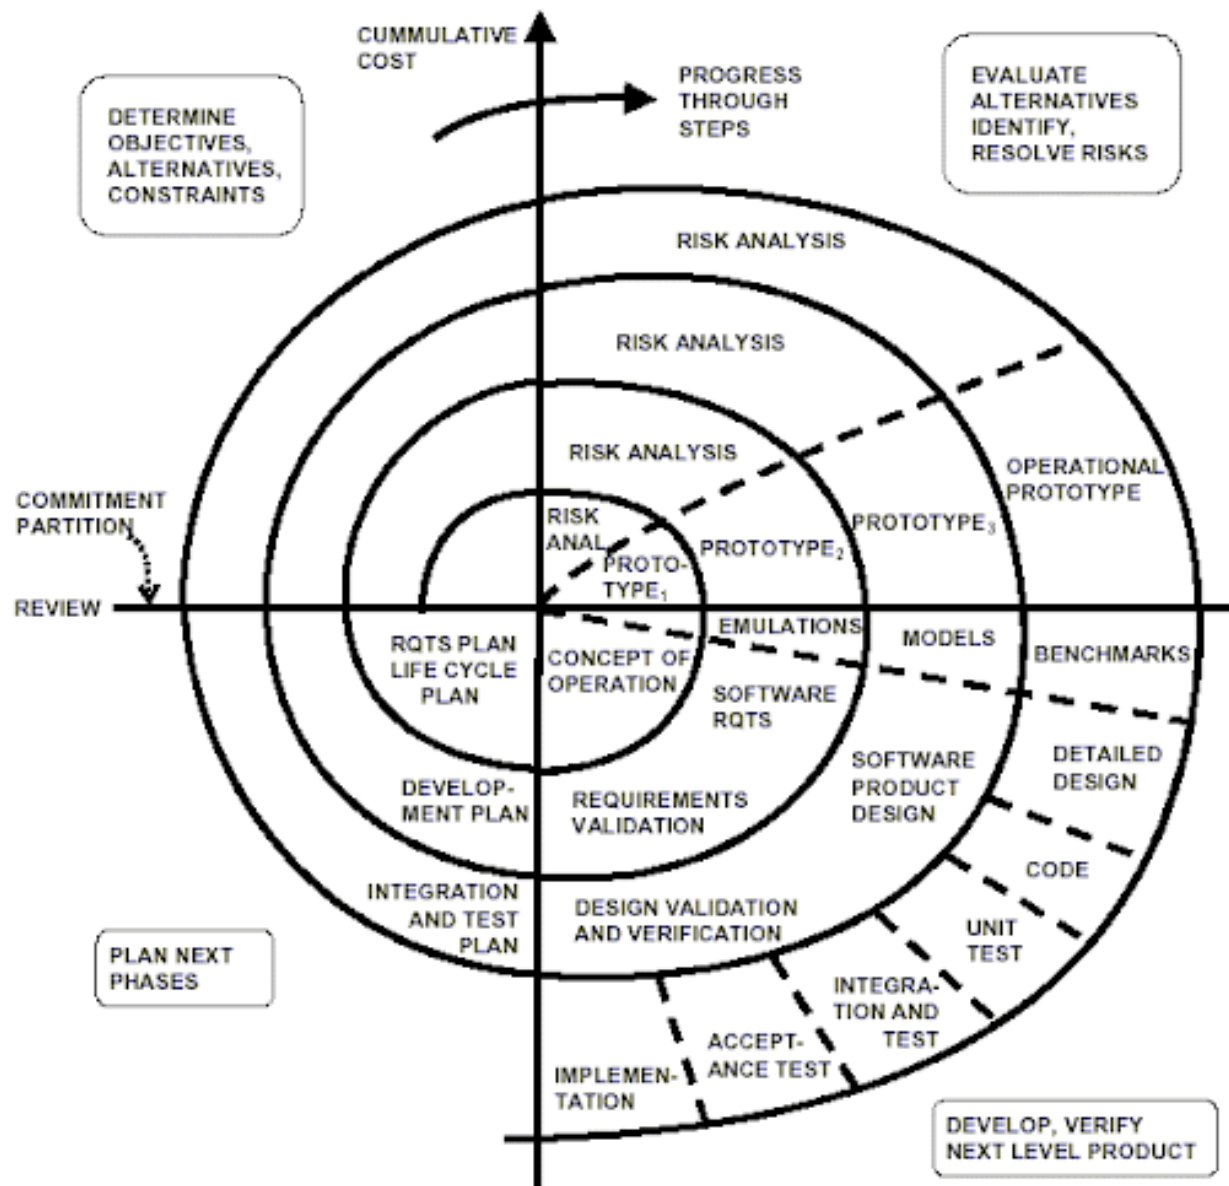 CUMMULATIVE
COST
PROGRESS
THROUGH
STEPS
DETERMINE
OBJECTIVES,
ALTERNATIVES,
CONSTRAINTS
EVALUATE
ALTERNATIVES
IDENTIFY,
RESOLVE RISKS
RISK ANALYSIS
RISK ANALYSIS
RISK ANALYSIS
RISK
ANAL.
OPERATIONAL
PROTOTYPE
PROTOTYPE3
PROTOTYPE2
PROTO-
TYPE1
COMMITMENT
PARTITION
REVIEW
RQTS PLAN
LIFE CYCLE
PLAN
CONCEPT OF
OPERATION
EMULATIONS
MODELS
BENCHMARKS
SOFTWARE
RQTS
SOFTWARE
PRODUCT
DESIGN
DETAILED
DESIGN
DEVELOP-
MENT PLAN
REQUIREMENTS
VALIDATION
CODE
INTEGRATION
AND TEST
PLAN
DESIGN VALIDATION
AND VERIFICATION
UNIT
TEST
PLAN NEXT
PHASES
INTEGRA-
TION AND
TEST
ACCEPT-
ANCE TEST
IMPLEMEN-
TATION
DEVELOP, VERIFY
NEXT LEVEL PRODUCT